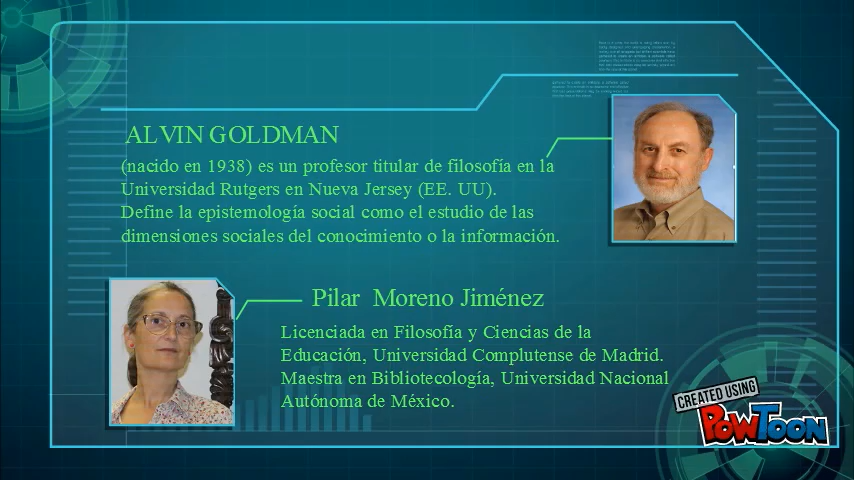 ALVIN GOLDMAN
(nacido en 1938) es un profesor titular de filosofía en la
Universidad Rutgers en Nueva Jersey (EE. UU).
Define la epistemología social como el estudio de las
dimensiones sociales del conocimiento o la información.
Pilar Moreno Jiménez
Licenciada en Filosofía y Ciencias de la
Educación, Universidad Complutense de Madrid.
Maestra en Bibliotecología, Universidad Nacional
Autónoma de México.
CREATED USING
POWTOON